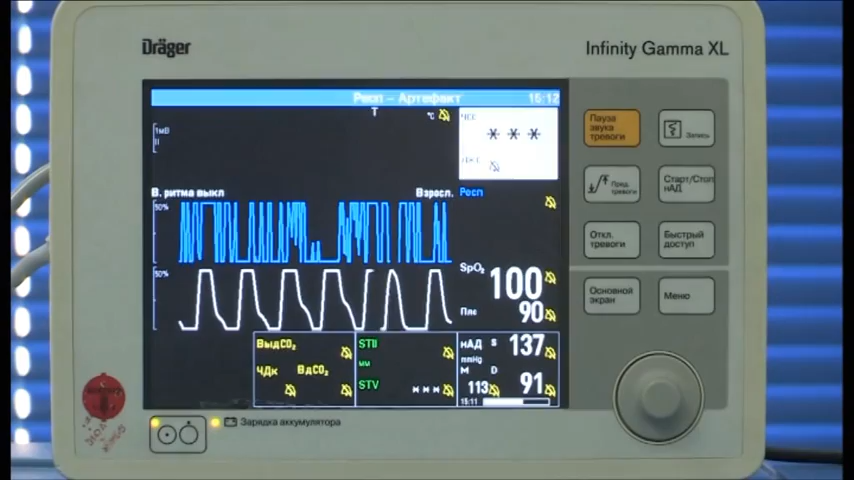 Dräger
Infinity Gamma XL
Респ – Артефакт
15:12
1мВ
II
T
°C
ЧСС
* * *
В. ритма выкл
Взросл.
Респ
50%
50%
SpO₂
100
Плс
90
ВыдCO₂
ЧДк
ВдCO₂
STII
мм
STV
* * *
нАД
S
137
mmHg
M
D
113
91
15:11
Пауза
звука
тревоги
Запись
Пред.
тревоги
Старт/Стоп
нАД
Откл.
тревоги
Быстрый
доступ
Основной
экран
Меню
Зарядка аккумулятора